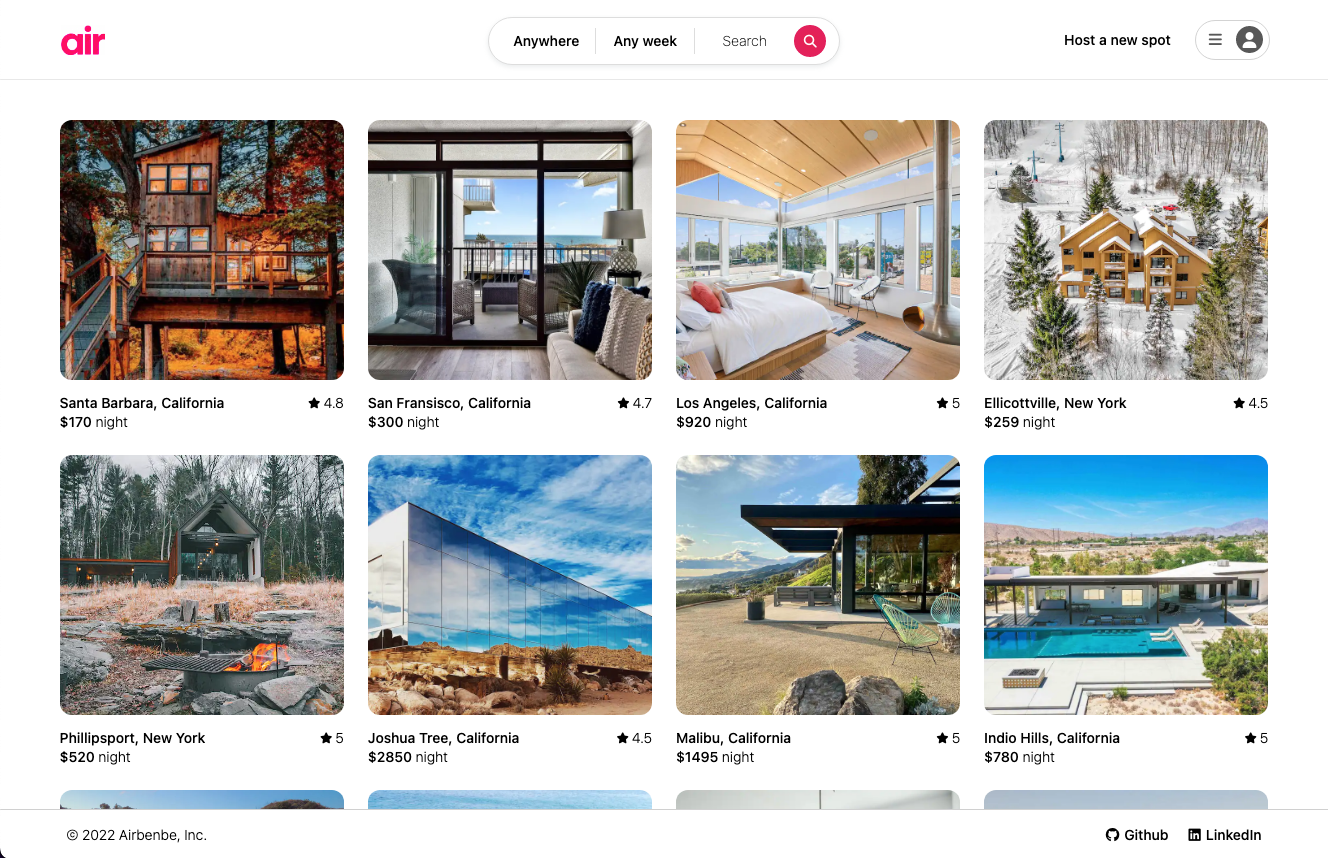 air
Anywhere
Any week
Search
Host a new spot
Santa Barbara, California
4.8
$170 night
San Fransisco, California
4.7
$300 night
Los Angeles, California
5
$920 night
Ellicottville, New York
4.5
$259 night
Phillipsport, New York
5
$520 night
Joshua Tree, California
4.5
$2850 night
Malibu, California
5
$1495 night
Indio Hills, California
5
$780 night
© 2022 Airbenbe, Inc.
Github
LinkedIn